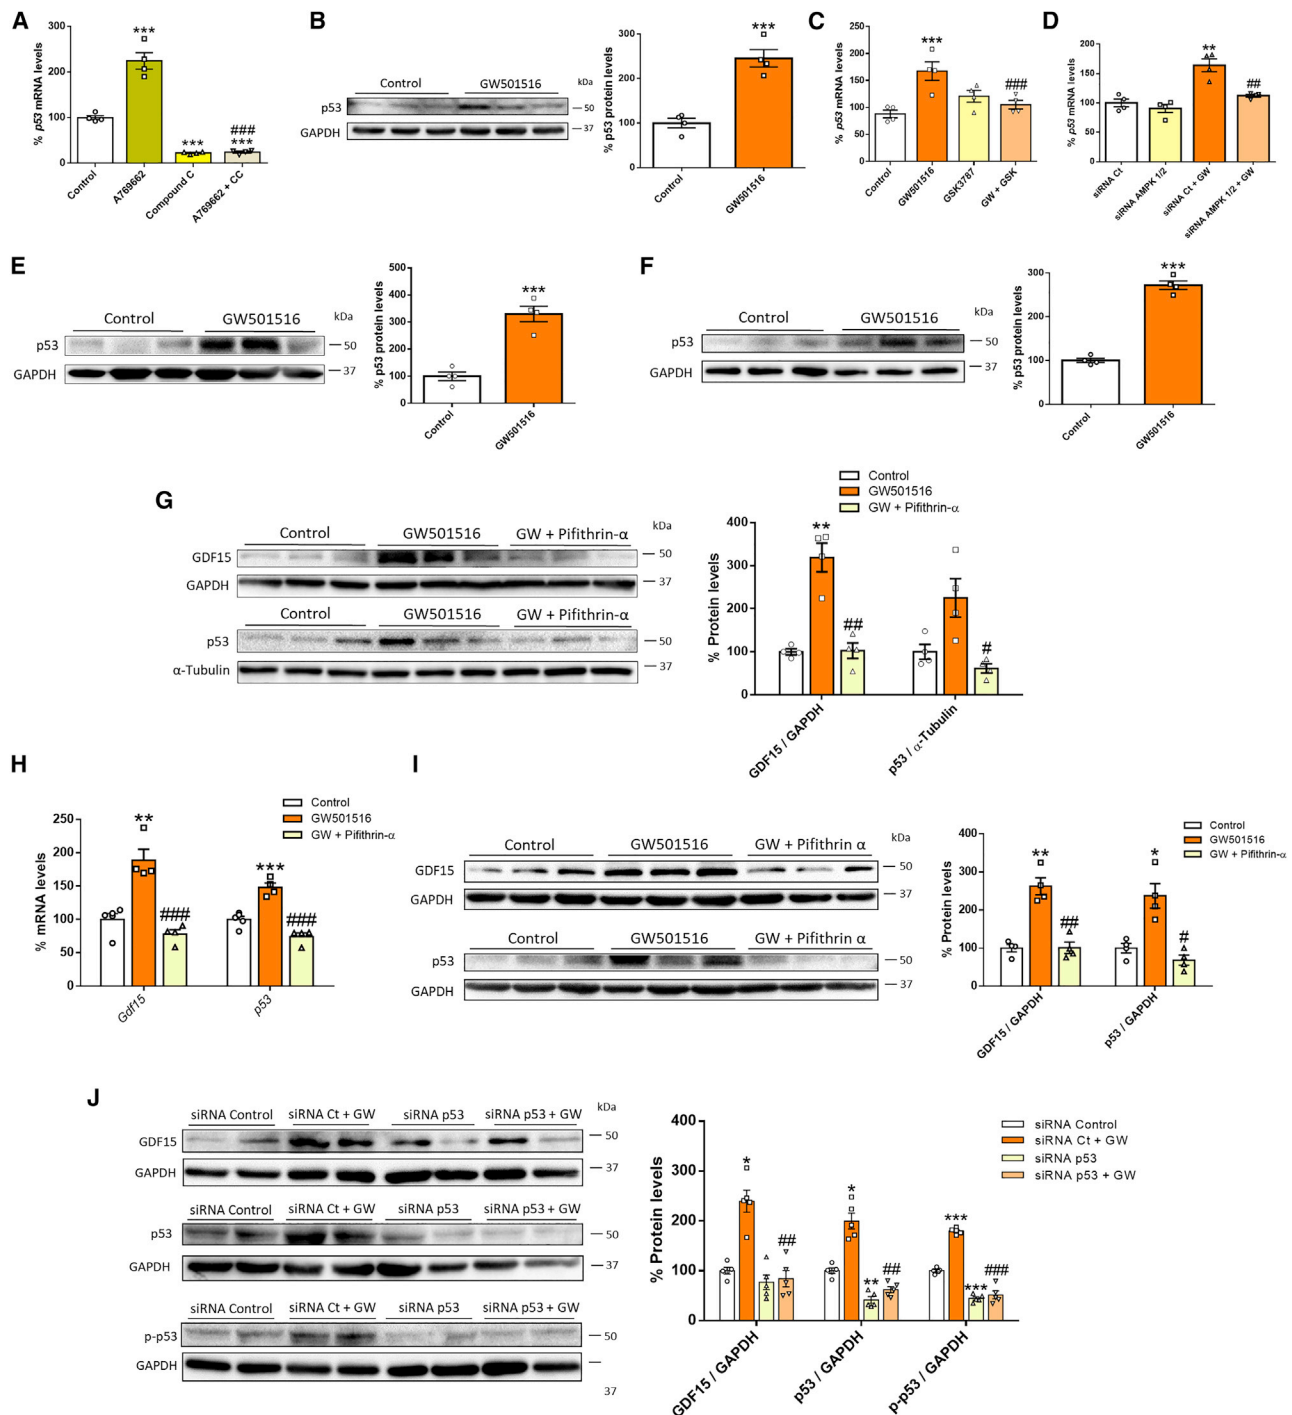 A
% p53 mRNA levels
300
200
100
0
***
***
###
***
Control
A769662
Compound C
A769662 + CC
B
Control
GW501516
kDa
p53
50
GAPDH
37
% p53 protein levels
300
200
100
0
***
Control
GW501516
C
% p53 mRNA levels
250
200
150
100
50
0
***
###
Control
GW501516
GSK3787
GW + GSK
D
% p53 mRNA levels
200
150
100
50
0
**
##
siRNA Ct
siRNA AMPK 1/2
siRNA Ct + GW
siRNA AMPK 1/2 + GW
E
Control
GW501516
kDa
p53
50
GAPDH
37
% p53 protein levels
500
400
300
200
100
0
***
Control
GW501516
F
Control
GW501516
kDa
p53
50
GAPDH
37
% p53 protein levels
300
200
100
0
***
Control
GW501516
G
Control
GW501516
GW + Pifithrin-α
kDa
GDF15
50
GAPDH
37
Control
GW501516
GW + Pifithrin-α
p53
50
α-Tubulin
37
Control
GW501516
GW + Pifithrin-α
% Protein levels
400
300
200
100
0
**
##
#
GDF15 / GAPDH
p53 / α-Tubulin
H
Control
GW501516
GW + Pifithrin-α
% mRNA levels
250
200
150
100
50
0
**
###
***
###
Gdf15
p53
I
Control
GW501516
GW + Pifithrin α
kDa
GDF15
50
GAPDH
37
Control
GW501516
GW + Pifithrin α
p53
50
GAPDH
37
Control
GW501516
GW + Pifithrin-α
% Protein levels
400
300
200
100
0
**
##
*
#
GDF15 / GAPDH
p53 / GAPDH
J
siRNA Control
siRNA Ct + GW
siRNA p53
siRNA p53 + GW
kDa
GDF15
50
GAPDH
37
siRNA Control
siRNA Ct + GW
siRNA p53
siRNA p53 + GW
p53
50
GAPDH
37
siRNA Control
siRNA Ct + GW
siRNA p53
siRNA p53 + GW
p-p53
50
GAPDH
37
siRNA Control
siRNA Ct + GW
siRNA p53
siRNA p53 + GW
% Protein levels
400
300
200
100
0
*
##
*
**
##
***
***
###
GDF15 / GAPDH
p53 / GAPDH
p-p53 / GAPDH